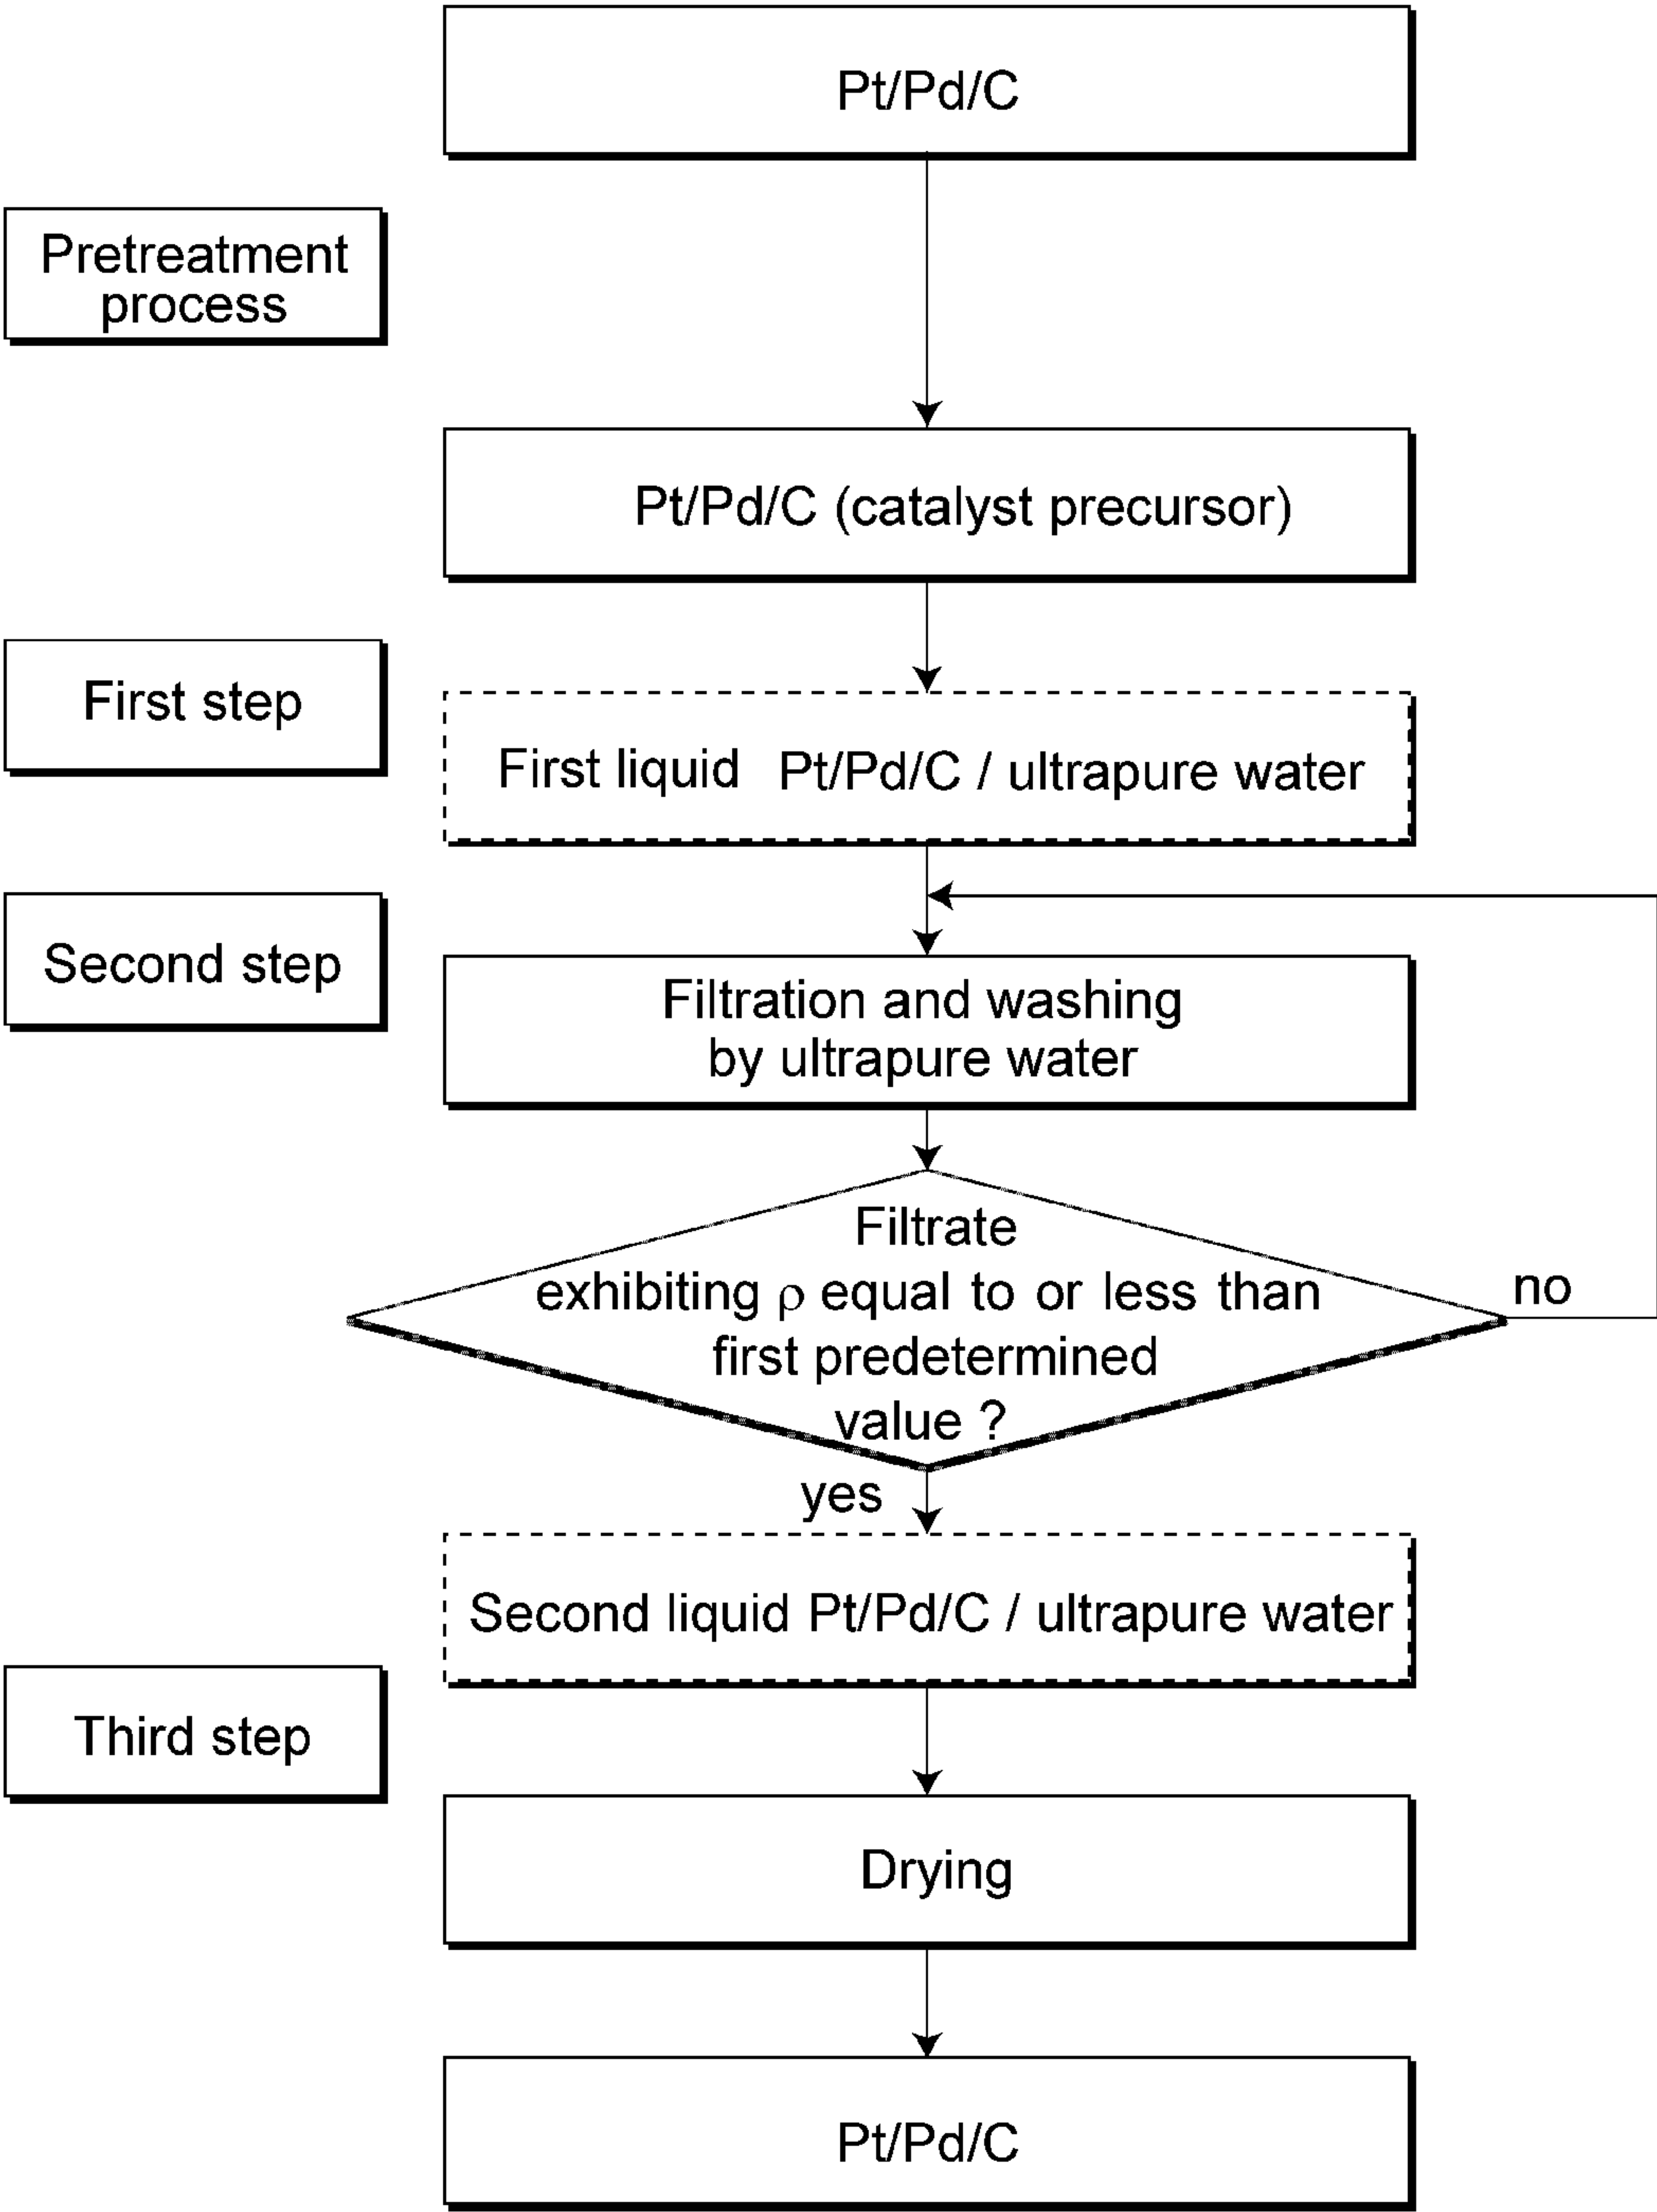 Pt/Pd/C
Pretreatment
process
Pt/Pd/C (catalyst precursor)
First step
First liquid Pt/Pd/C / ultrapure water
Second step
Filtration and washing
by ultrapure water
Filtrate
exhibiting ρ equal to or less than
first predetermined
value ?
no
yes
Second liquid Pt/Pd/C / ultrapure water
Third step
Drying
Pt/Pd/C